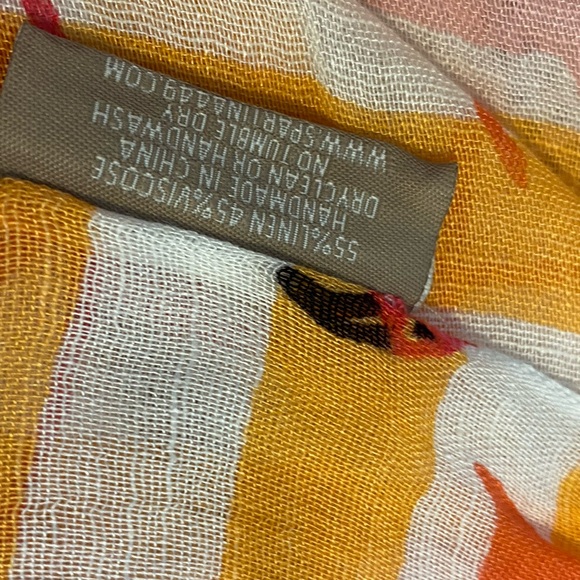 55%LINEN 45%VISCOSE
HANDMADE IN CHINA
DRYCLEAN OR HANDWASH
NO TUMBLE DRY
WWW.SPARTINA449.COM